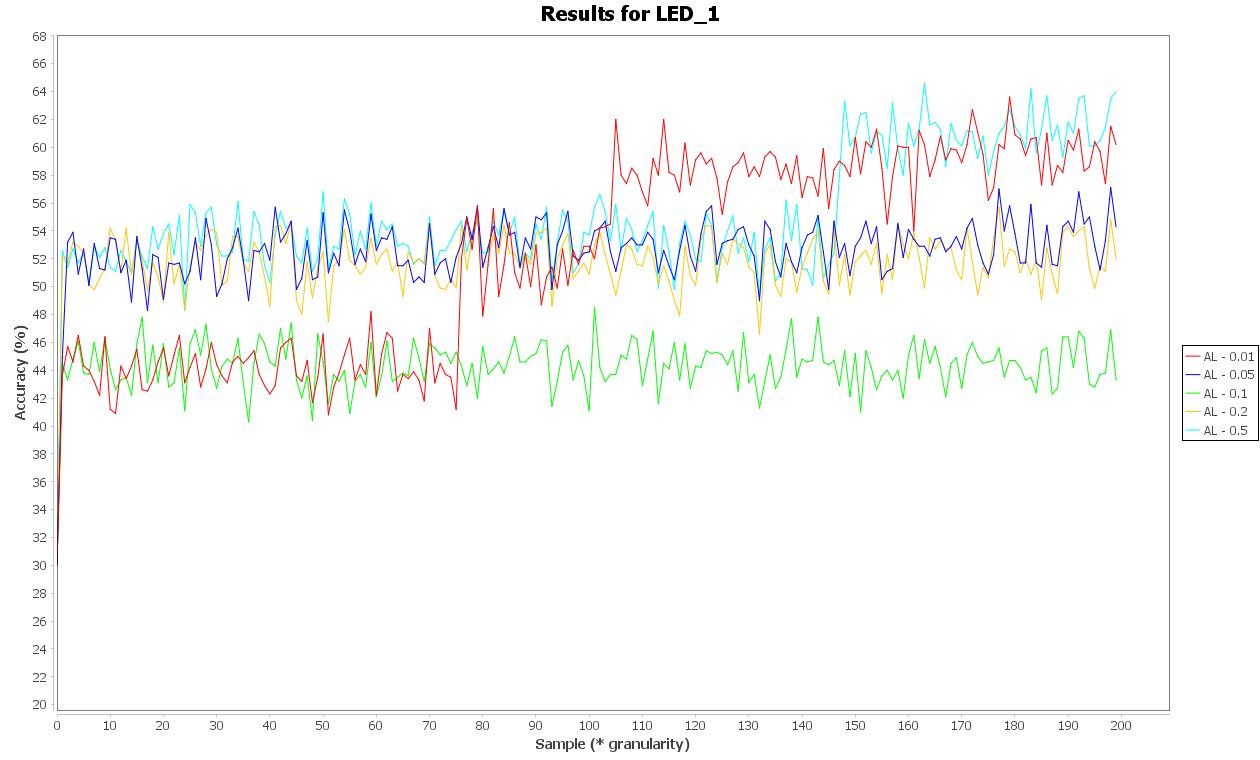 Results for LED_1
68
66
64
62
60
58
56
54
52
50
48
46
44
42
40
38
36
34
32
30
28
26
24
22
20
Accuracy (%)
0 10 20 30 40 50 60 70 80 90 100 110 120 130 140 150 160 170 180 190 200
Sample (* granularity)
AL - 0.01
AL - 0.05
AL - 0.1
AL - 0.2
AL - 0.5